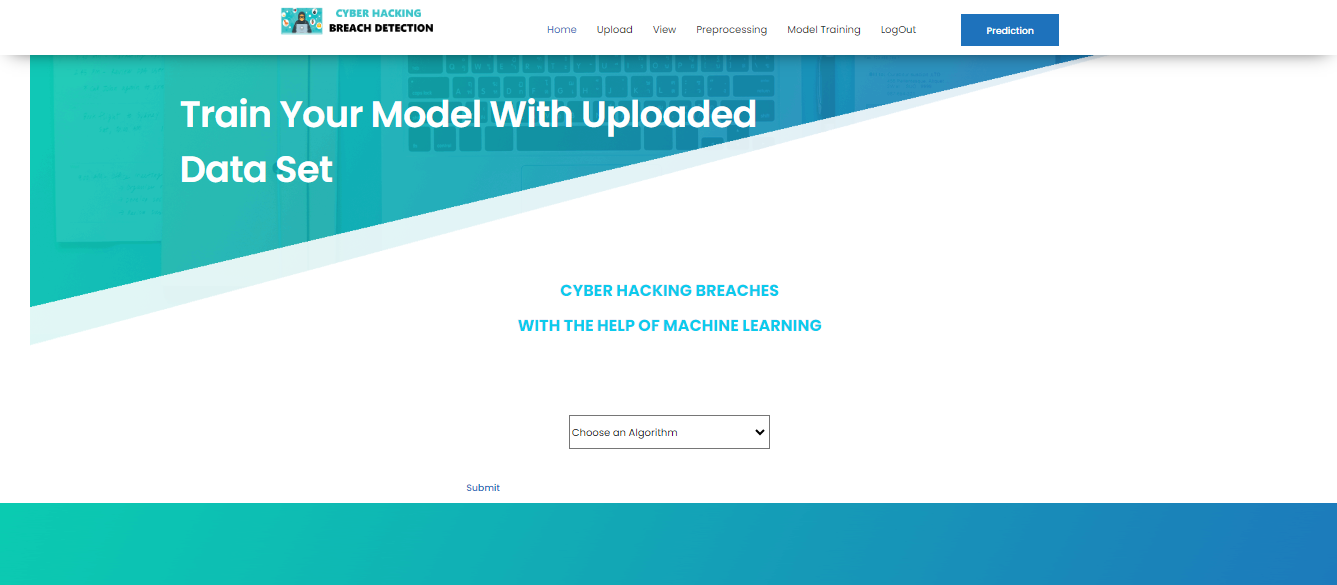 CYBER HACKING
BREACH DETECTION
Home Upload View Preprocessing Model Training LogOut Prediction
Train Your Model With Uploaded
Data Set
CYBER HACKING BREACHES
WITH THE HELP OF MACHINE LEARNING
Choose an Algorithm
Submit